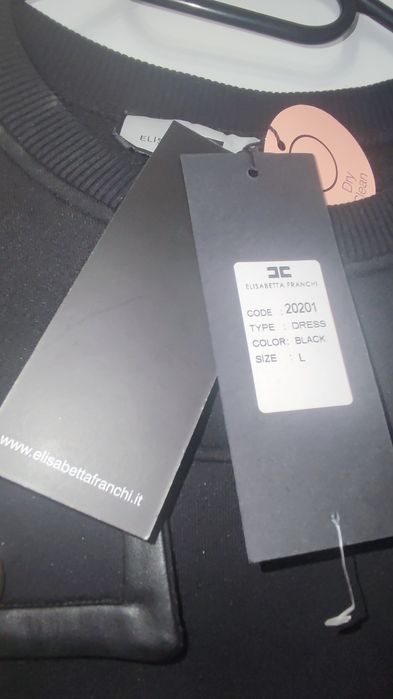 Dry
Clean
ELISABETTA FRANCHI
CODE : 20201
TYPE : DRESS
COLOR: BLACK
SIZE : L
www.elisabettafranchi.it